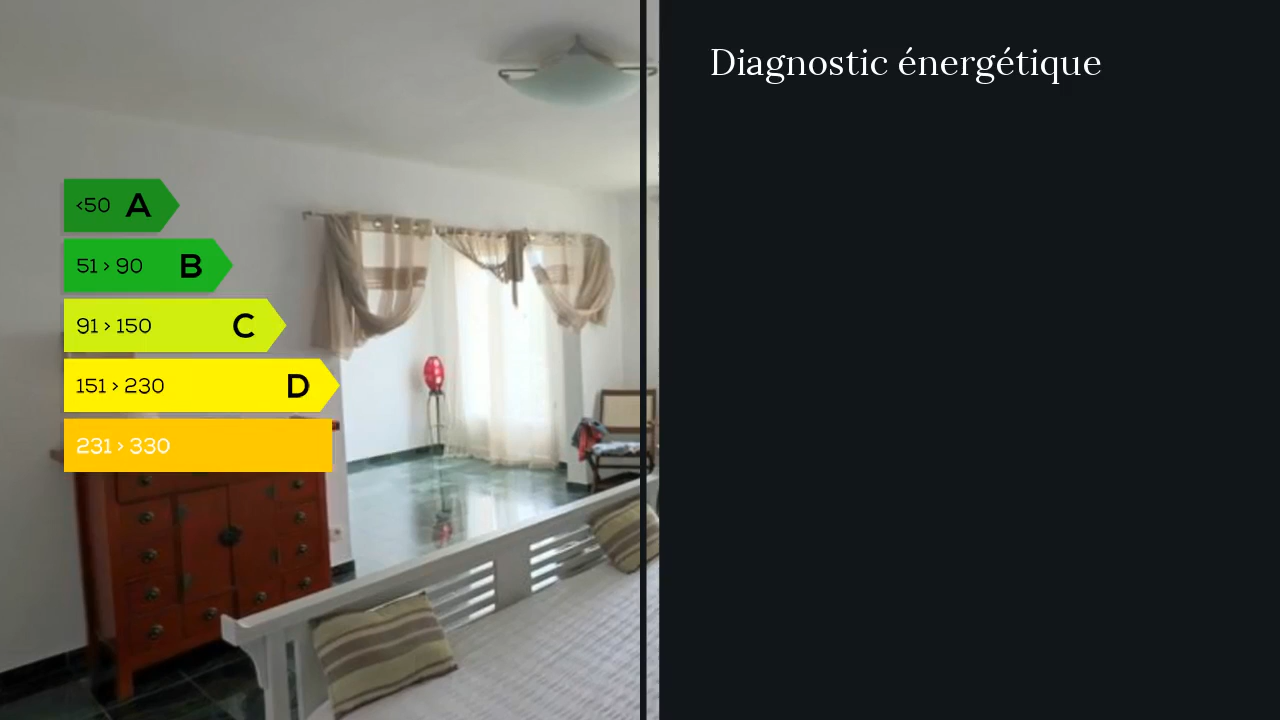 Diagnostic énergétique
<50 A
51 > 90 B
91 > 150 C
151 > 230 D
231 > 330